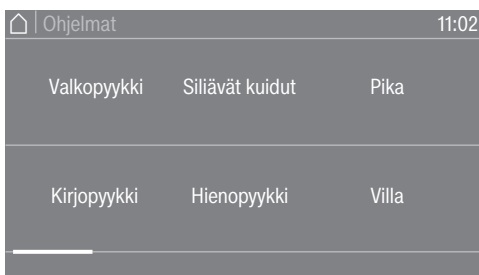 Ohjelmat 11:02
Valkopyykki Siliävät kuidut Pika
Kirjopyykki Hienopyykki Villa